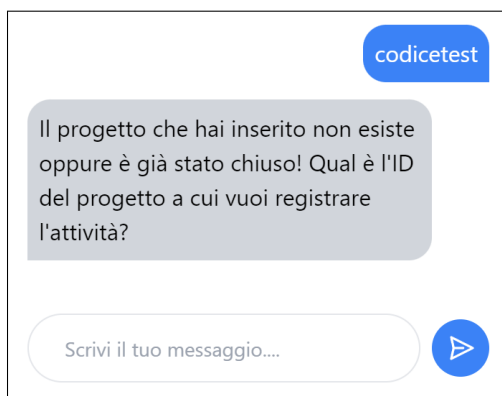 codicetest
Il progetto che hai inserito non esiste
oppure è già stato chiuso! Qual è l'ID
del progetto a cui vuoi registrare
l'attività?
Scrivi il tuo messaggio....